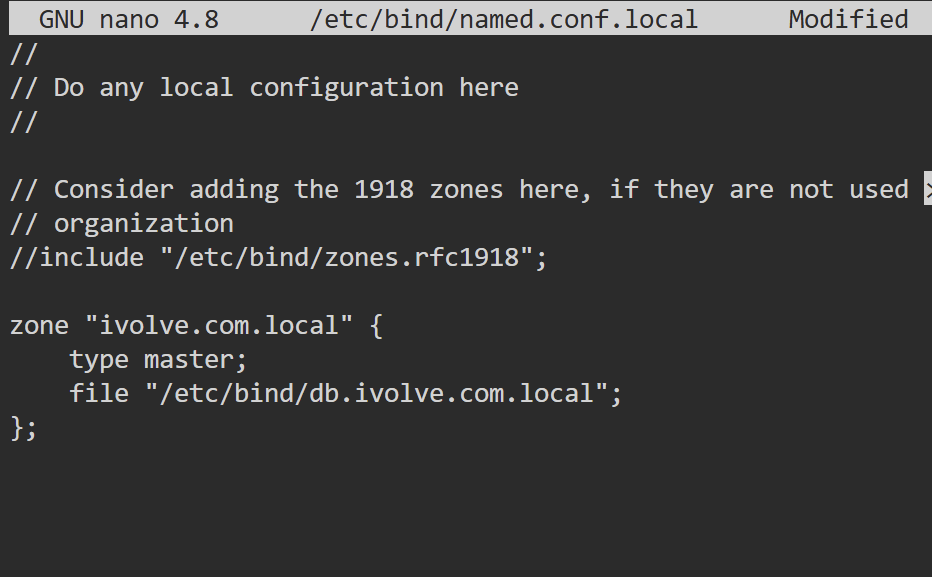 GNU nano 4.8 /etc/bind/named.conf.local Modified
//
// Do any local configuration here
//
// Consider adding the 1918 zones here, if they are not used >
// organization
//include "/etc/bind/zones.rfc1918";
zone "ivolve.com.local" {
    type master;
    file "/etc/bind/db.ivolve.com.local";
};